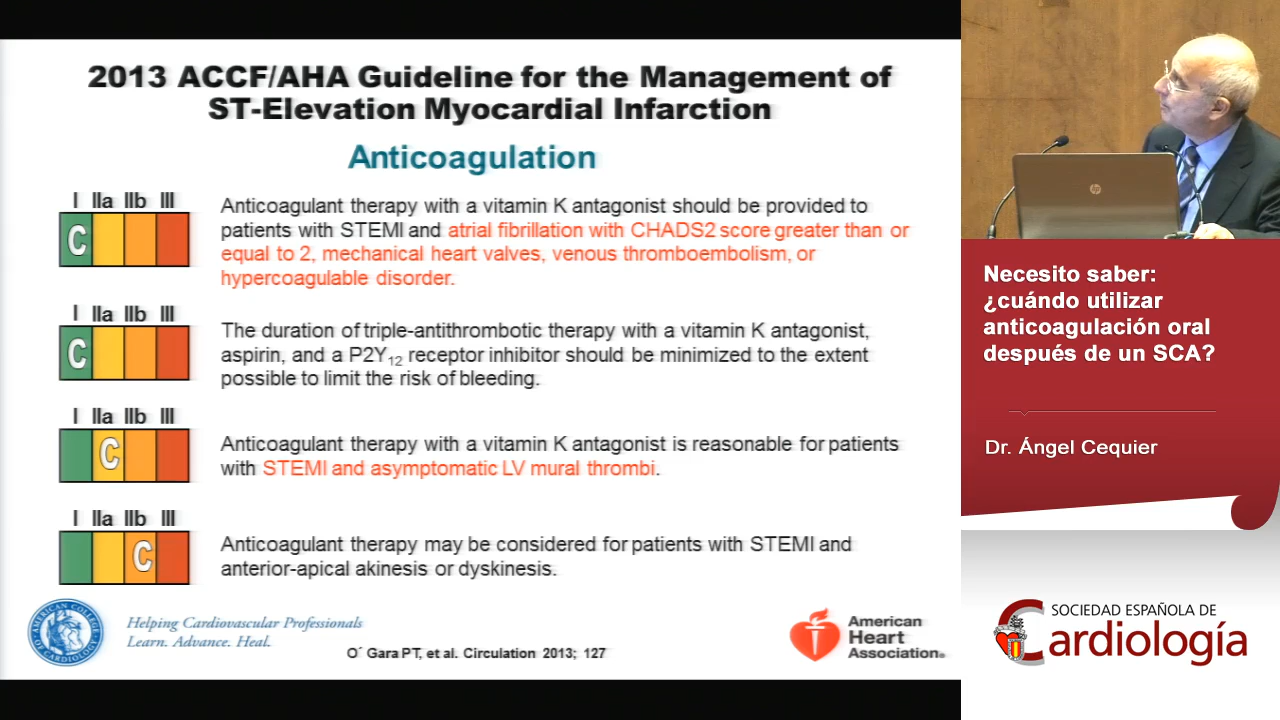 2013 ACCF/AHA Guideline for the Management of
ST-Elevation Myocardial Infarction
Anticoagulation
I IIa IIb III
C
Anticoagulant therapy with a vitamin K antagonist should be provided to
patients with STEMI and atrial fibrillation with CHADS2 score greater than or
equal to 2, mechanical heart valves, venous thromboembolism, or
hypercoagulable disorder.
I IIa IIb III
C
The duration of triple-antithrombotic therapy with a vitamin K antagonist,
aspirin, and a P2Y12 receptor inhibitor should be minimized to the extent
possible to limit the risk of bleeding.
I IIa IIb III
C
Anticoagulant therapy with a vitamin K antagonist is reasonable for patients
with STEMI and asymptomatic LV mural thrombi.
I IIa IIb III
C
Anticoagulant therapy may be considered for patients with STEMI and
anterior-apical akinesis or dyskinesis.
AMERICAN COLLEGE OF CARDIOLOGY
Helping Cardiovascular Professionals
Learn. Advance. Heal.
O´ Gara PT, et al. Circulation 2013; 127
American
Heart
Association®
hp
Necesito saber:
¿cuándo utilizar
anticoagulación oral
después de un SCA?
Dr. Ángel Cequier
SOCIEDAD ESPAÑOLA DE
Cardiología